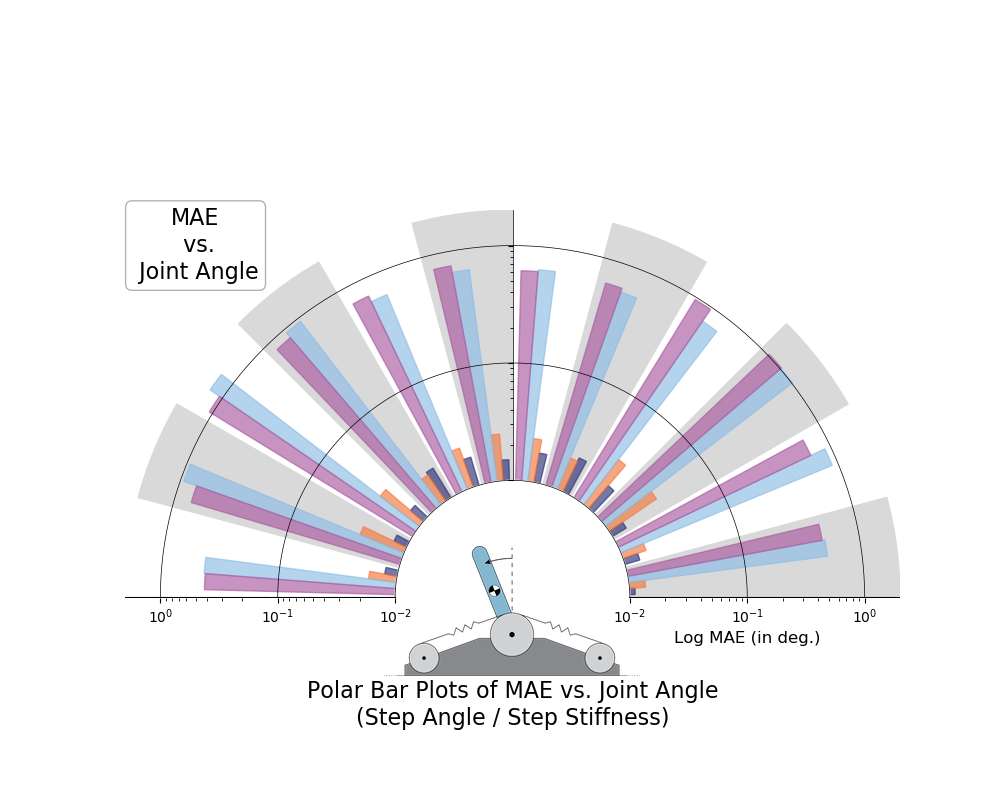 MAE
vs.
Joint Angle
10⁰ 10⁻¹ 10⁻² 10⁻² 10⁻¹ 10⁰
Log MAE (in deg.)
Polar Bar Plots of MAE vs. Joint Angle
(Step Angle / Step Stiffness)